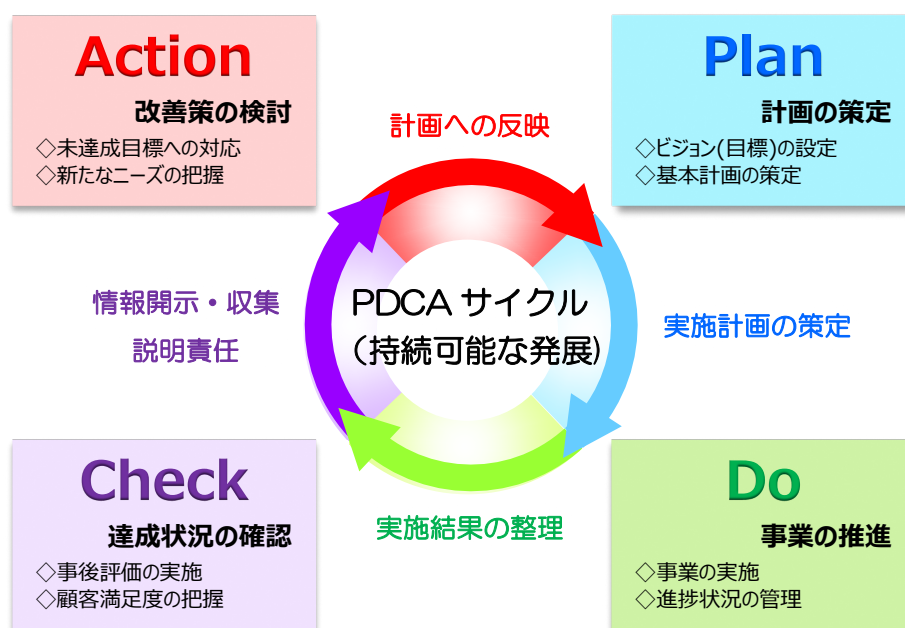 Action
改善策の検討
◇未達成目標への対応
◇新たなニーズの把握
計画への反映
Plan
計画の策定
◇ビジョン(目標)の設定
◇基本計画の策定
情報開示・収集
説明責任
PDCA サイクル
（持続可能な発展)
実施計画の策定
Check
達成状況の確認
◇事後評価の実施
◇顧客満足度の把握
実施結果の整理
Do
事業の推進
◇事業の実施
◇進捗状況の管理